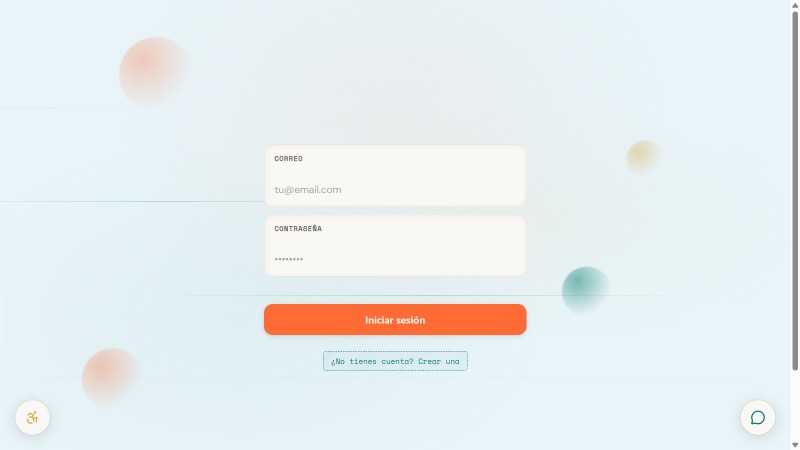 CORREO
tu@email.com
CONTRASEÑA
••••••••
Iniciar sesión
¿No tienes cuenta? Crear una